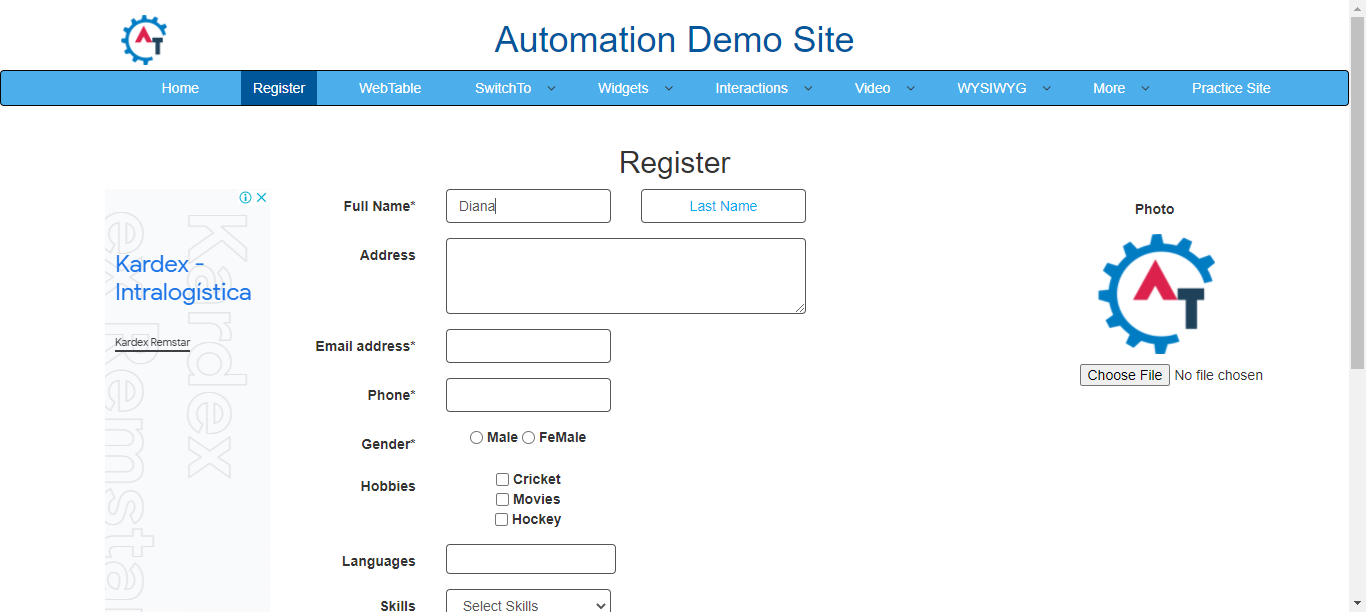 Automation Demo Site
Home Register WebTable SwitchTo Widgets Interactions Video WYSIWYG More Practice Site
Register
Kardex -
Intralogística
Kardex Remstar
Kardex
Kardex Remstar
Full Name* Diana Last Name
Address
Email address*
Phone*
Gender* Male FeMale
Hobbies Cricket
Movies
Hockey
Languages
Skills Select Skills
Photo
AT
Choose File No file chosen